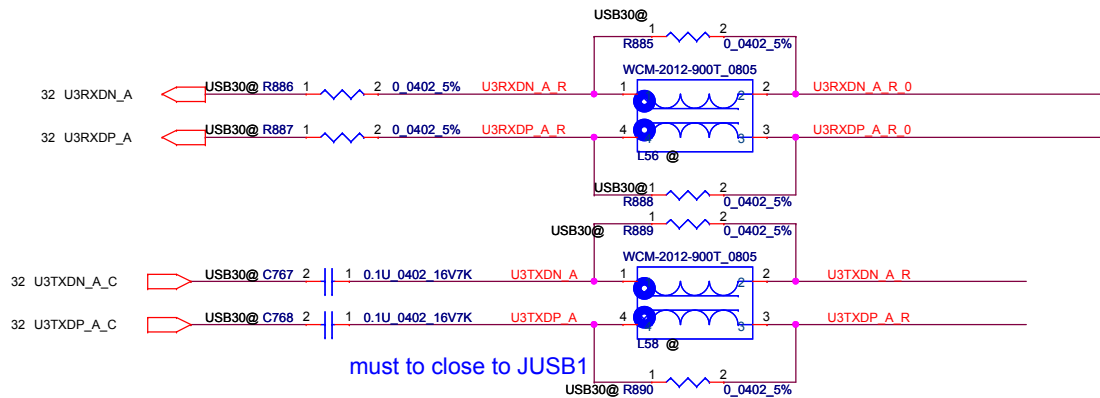 USB30@
R885 1 2 0_0402_5%
WCM-2012-900T_0805
32 U3RXDN_A USB30@ R886 1 2 0_0402_5% U3RXDN_A_R 1 2 2 U3RXDN_A_R_0
32 U3RXDP_A USB30@ R887 1 2 0_0402_5% U3RXDP_A_R 4 3 3 U3RXDP_A_R_0
L56 @
USB30@ 1 2
R888 0_0402_5%
1 2
USB30@ R889 0_0402_5%
WCM-2012-900T_0805
32 U3TXDN_A_C USB30@ C767 2 1 0.1U_0402_16V7K U3TXDN_A 1 2 2 U3TXDN_A_R
32 U3TXDP_A_C USB30@ C768 2 1 0.1U_0402_16V7K U3TXDP_A 4 3 3 U3TXDP_A_R
L58 @
must to close to JUSB1
1 2
USB30@ R890 0_0402_5%